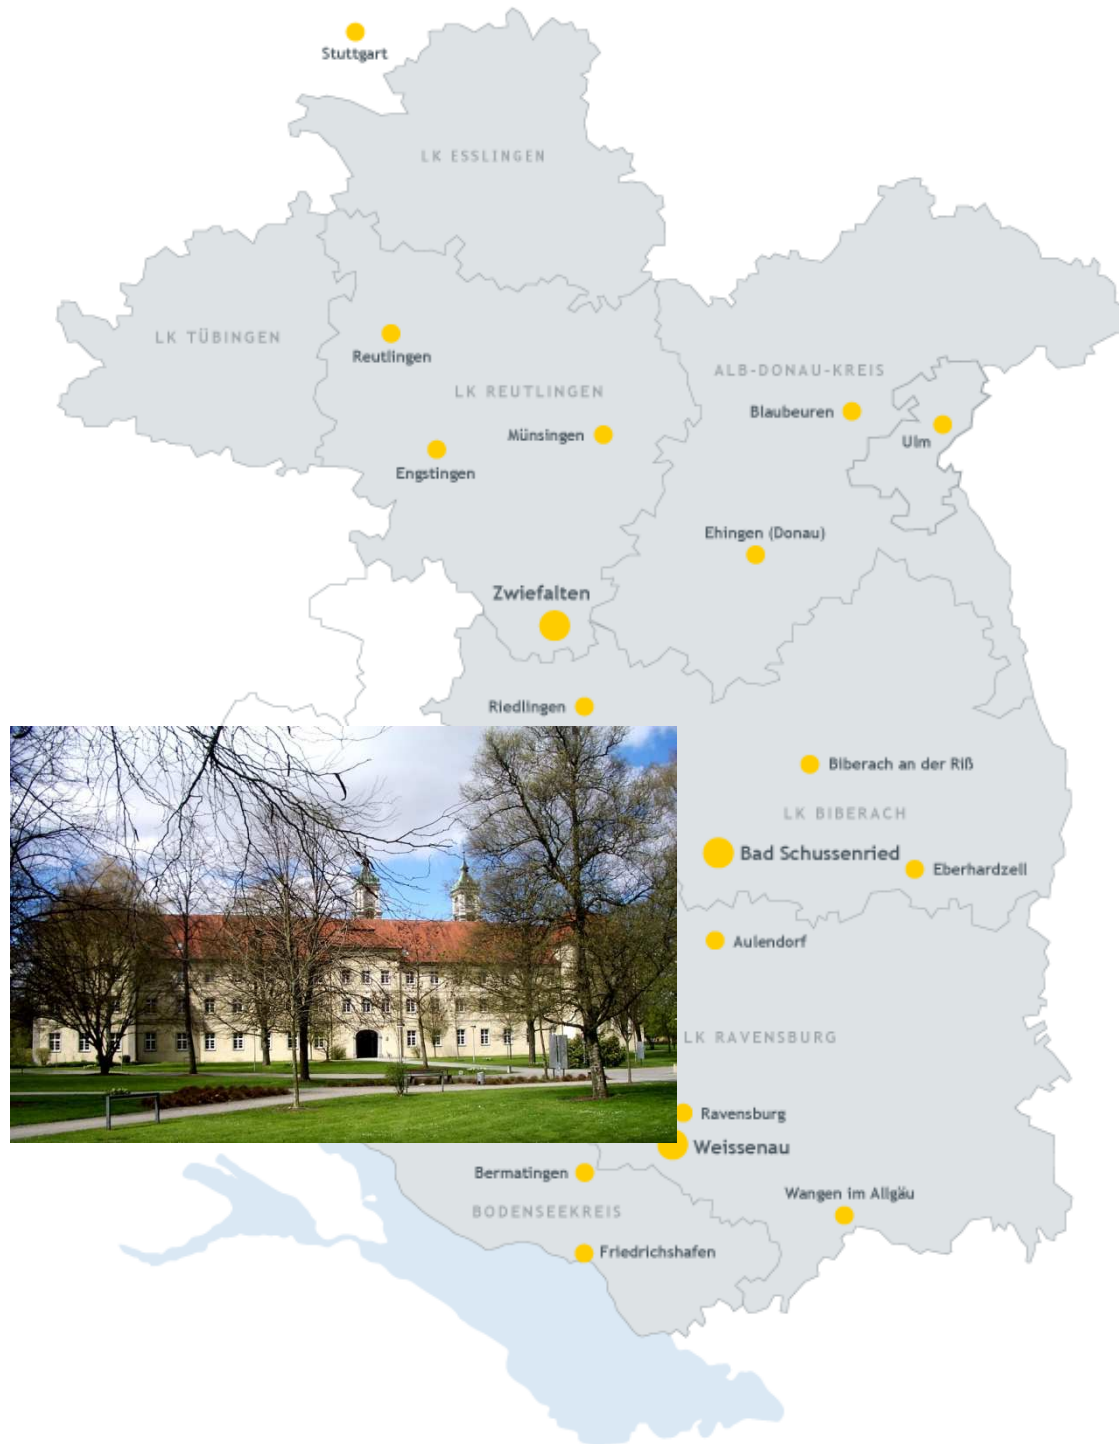 Stuttgart
LK ESSLINGEN
LK TÜBINGEN
Reutlingen
ALB-DONAU-KREIS
LK REUTLINGEN
Blaubeuren
Münsingen
Ulm
Engstingen
Ehingen (Donau)
Zwiefalten
Riedlingen
Biberach an der Riß
LK BIBERACH
Bad Schussenried
Eberhardzell
Aulendorf
LK RAVENSBURG
Ravensburg
Weissenau
Bermatingen
Wangen im Allgäu
BODENSEEKREIS
Friedrichshafen